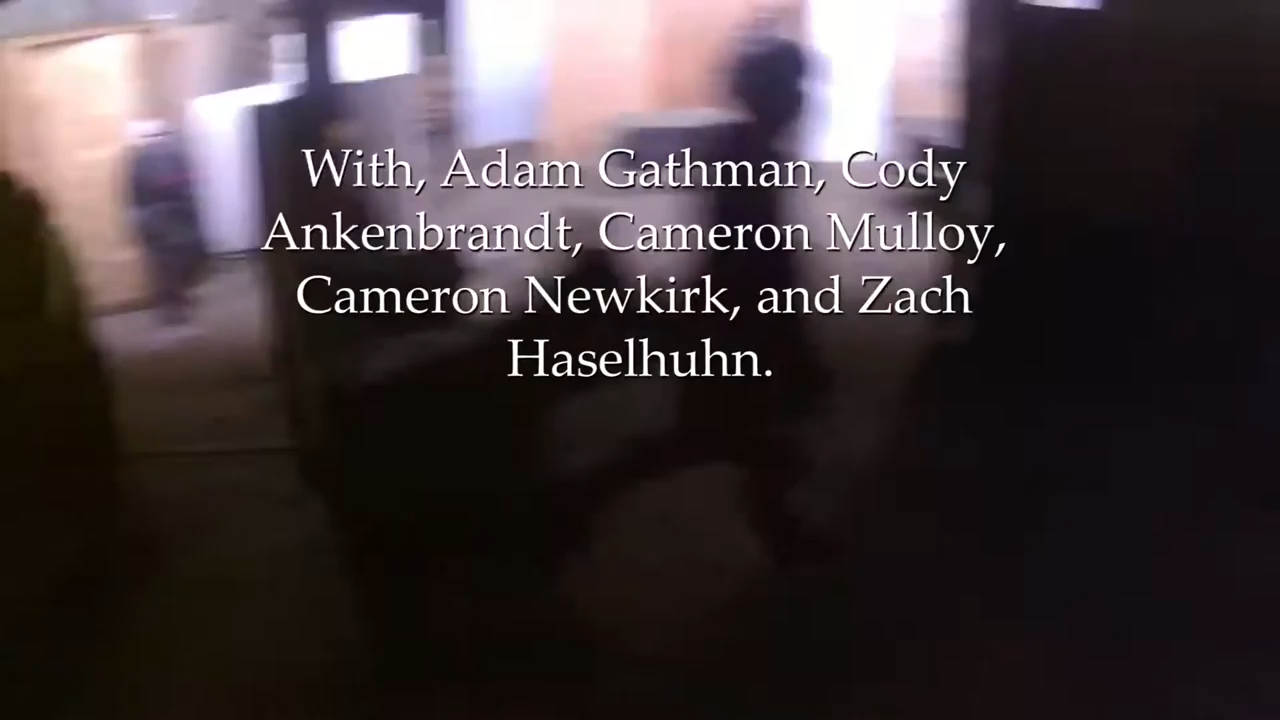 With, Adam Gathman, Cody
Ankenbrandt, Cameron Mulloy,
Cameron Newkirk, and Zach
Haselhuhn.